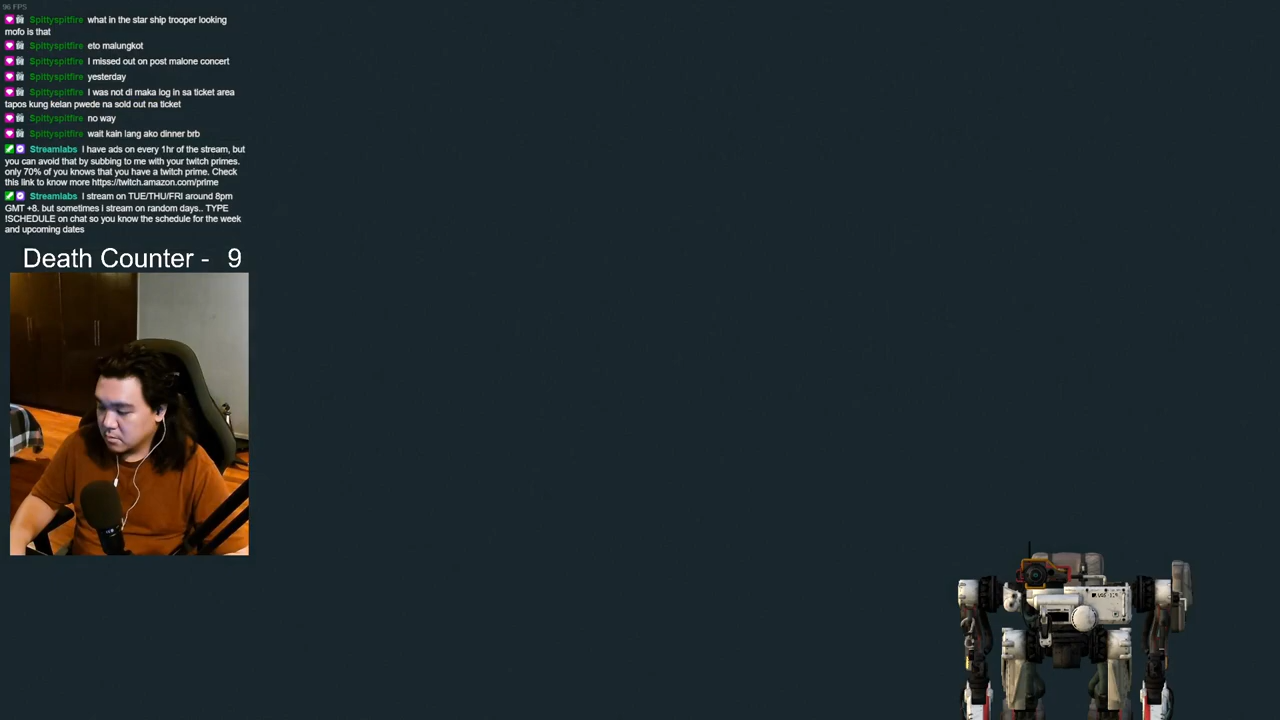 96 FPS
Spittyspitfire what in the star ship trooper looking
mofo is that
Spittyspitfire eto malungkot
Spittyspitfire I missed out on post malone concert
Spittyspitfire yesterday
Spittyspitfire I was not di maka log in sa ticket area
tapos kung kelan pwede na sold out na ticket
Spittyspitfire no way
Spittyspitfire wait kain lang ako dinner brb
Streamlabs I have ads on every 1hr of the stream, but
you can avoid that by subbing to me with your twitch primes.
only 70% of you knows that you have a twitch prime. Check
this link to know more https://twitch.amazon.com/prime
Streamlabs I stream on TUE/THU/FRI around 8pm
GMT +8. but sometimes i stream on random days.. TYPE
!SCHEDULE on chat so you know the schedule for the week
and upcoming dates
Death Counter - 9